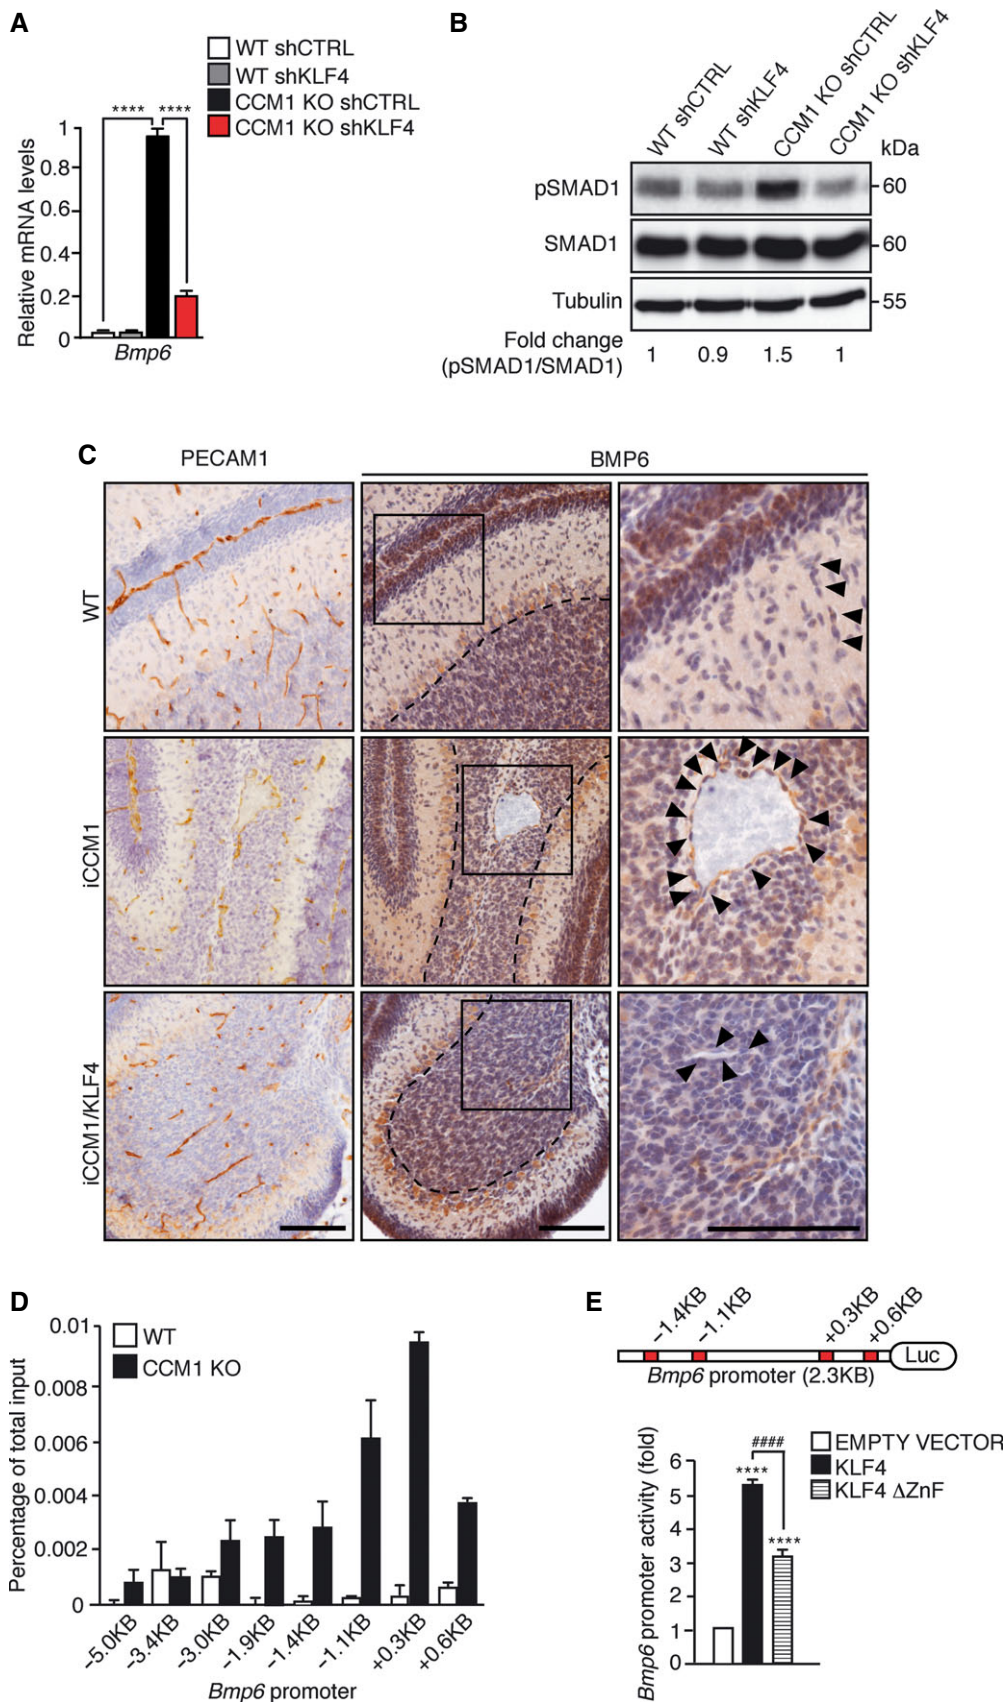 A
WT shCTRL
WT shKLF4
CCM1 KO shCTRL
CCM1 KO shKLF4
**** ****
Relative mRNA levels
1
0.8
0.6
0.4
0.2
0
Bmp6
B
WT shCTRL
WT shKLF4
CCM1 KO shCTRL
CCM1 KO shKLF4
kDa
pSMAD1
60
SMAD1
60
Tubulin
55
Fold change
(pSMAD1/SMAD1)
1 0.9 1.5 1
C
PECAM1
BMP6
WT
iCCM1
iCCM1/KLF4
D
WT
CCM1 KO
Percentage of total input
0.01
0.008
0.006
0.004
0.002
0
−5.0KB
−3.4KB
−3.0KB
−1.9KB
−1.4KB
−1.1KB
+0.3KB
+0.6KB
Bmp6 promoter
E
−1.4KB
−1.1KB
+0.3KB
+0.6KB
Luc
Bmp6 promoter (2.3KB)
EMPTY VECTOR
KLF4
KLF4 ΔZnF
####
****
****
Bmp6 promoter activity (fold)
6
5
4
3
2
1
0